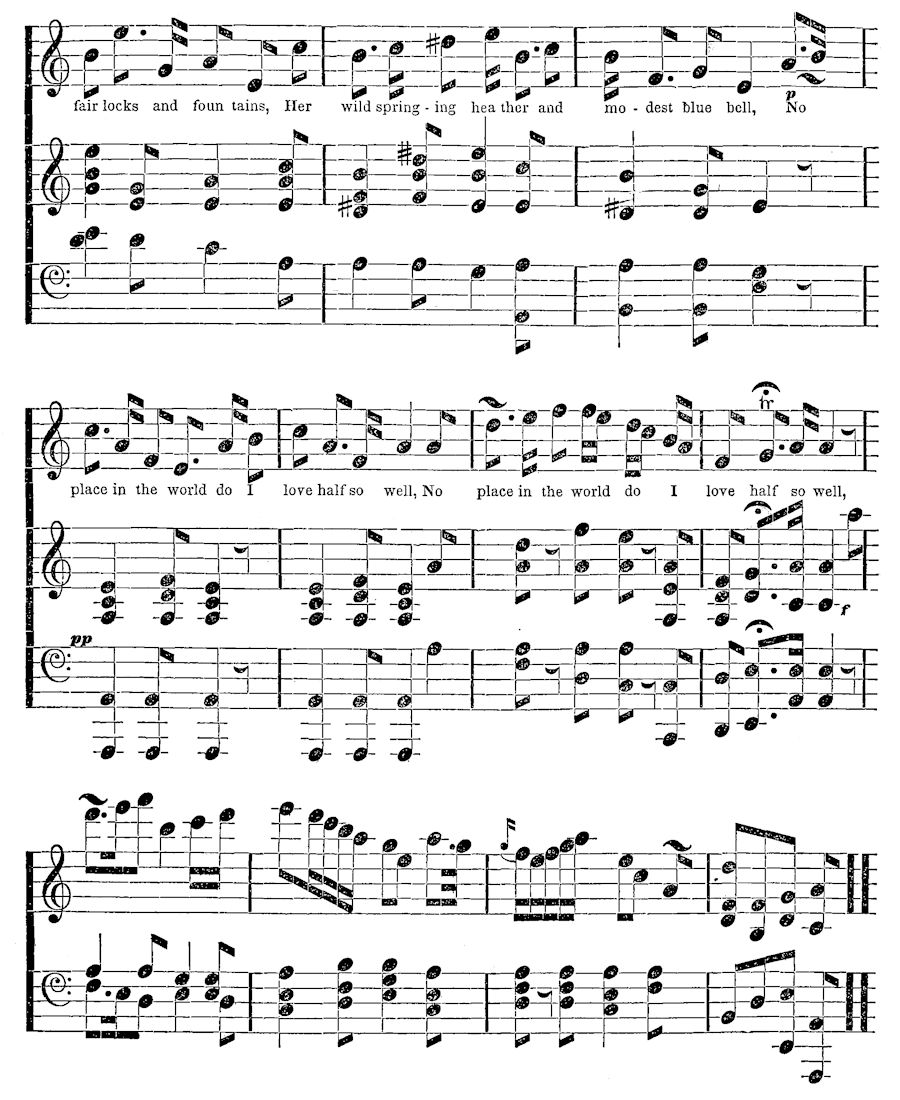 fair locks and foun tains, Her wild spring - ing hea ther and mo - dest blue bell, No
p
place in the world do I love half so well, No place in the world do I love half so well,
tr
f
pp